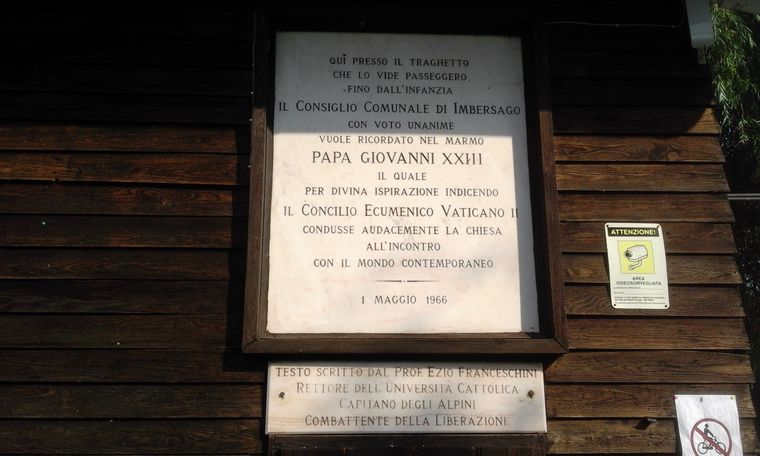 QUÌ PRESSO IL TRAGHETTO
CHE LO VIDE PASSEGGERO
FINO DALL'INFANZIA
IL CONSIGLIO COMUNALE DI IMBERSAGO
CON VOTO UNANIME
VUOLE RICORDATO NEL MARMO
PAPA GIOVANNI XXIII
IL QUALE
PER DIVINA ISPIRAZIONE INDICENDO
IL CONCILIO ECUMENICO VATICANO II
CONDUSSE AUDACEMENTE LA CHIESA
ALL'INCONTRO
CON IL MONDO CONTEMPORANEO
1 MAGGIO 1966
TESTO SCRITTO DAL PROF. EZIO FRANCESCHINI
RETTORE DELL'UNIVERSITÀ CATTOLICA
CAPITANO DEGLI ALPINI
COMBATTENTE DELLA LIBERAZIONE
ATTENZIONE!
AREA
VIDEOSORVEGLIATA